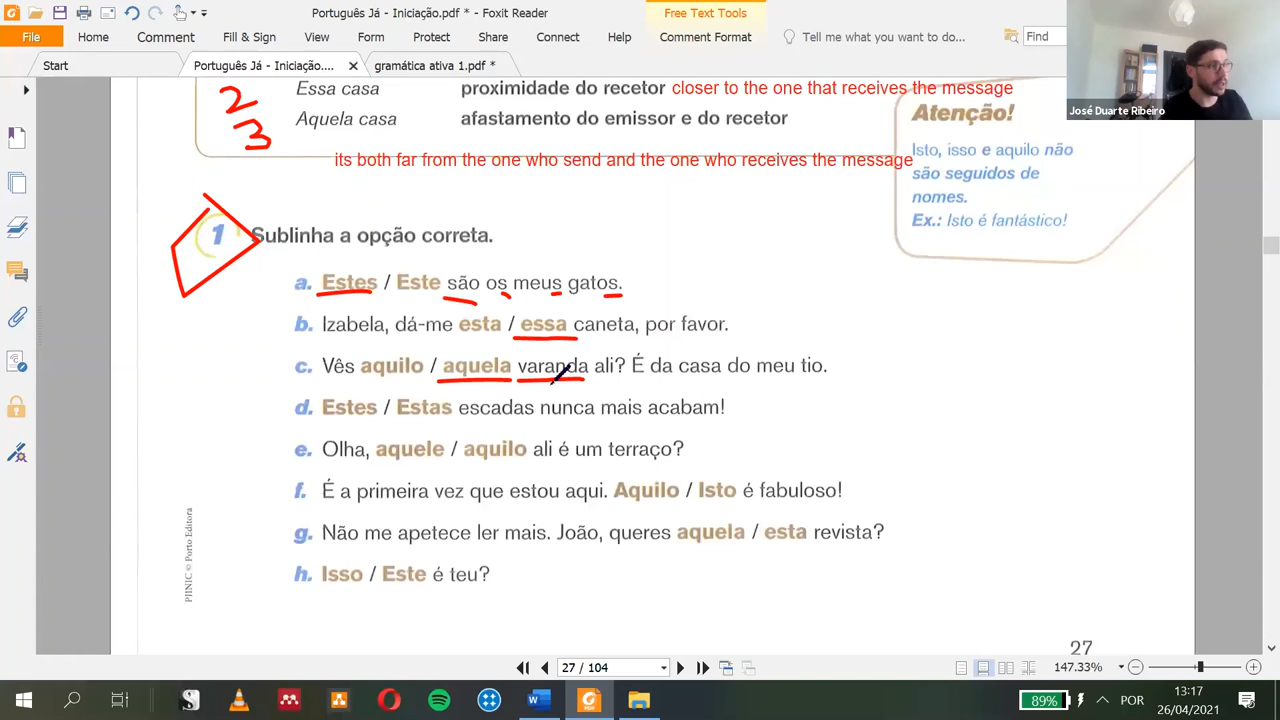 Português Já - Iniciação.pdf * - Foxit Reader
Free Text Tools
File
Home
Comment
Fill & Sign
View
Form
Protect
Share
Connect
Help
Comment Format
Tell me what you want to do...
Find
Start
Português Já - Iniciação....
gramática ativa 1.pdf *
José Duarte Ribeiro
Essa casa proximidade do recetor closer to the one that receives the message
2
Aquela casa afastamento do emissor e do recetor
3
its both far from the one who send and the one who receives the message
Atenção!
Isto, isso e aquilo não
são seguidos de
nomes.
Ex.: Isto é fantástico!
1 Sublinha a opção correta.
a. Estes / Este são os meus gatos.
b. Izabela, dá-me esta / essa caneta, por favor.
c. Vês aquilo / aquela varanda ali? É da casa do meu tio.
d. Estes / Estas escadas nunca mais acabam!
e. Olha, aquele / aquilo ali é um terraço?
f. É a primeira vez que estou aqui. Aquilo / Isto é fabuloso!
g. Não me apetece ler mais. João, queres aquela / esta revista?
h. Isso / Este é teu?
PJINIC © Porto Editora
27
27 / 104
147.33%
89%
POR
13:17
26/04/2021